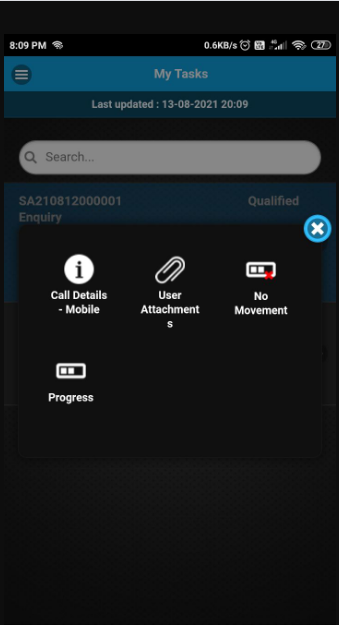 8:09 PM 0.6KB/s 4G 27
My Tasks
Last updated : 13-08-2021 20:09
Search...
SA210812000001 Qualified
Enquiry
Call Details
- Mobile
User
Attachment
s
No
Movement
Progress